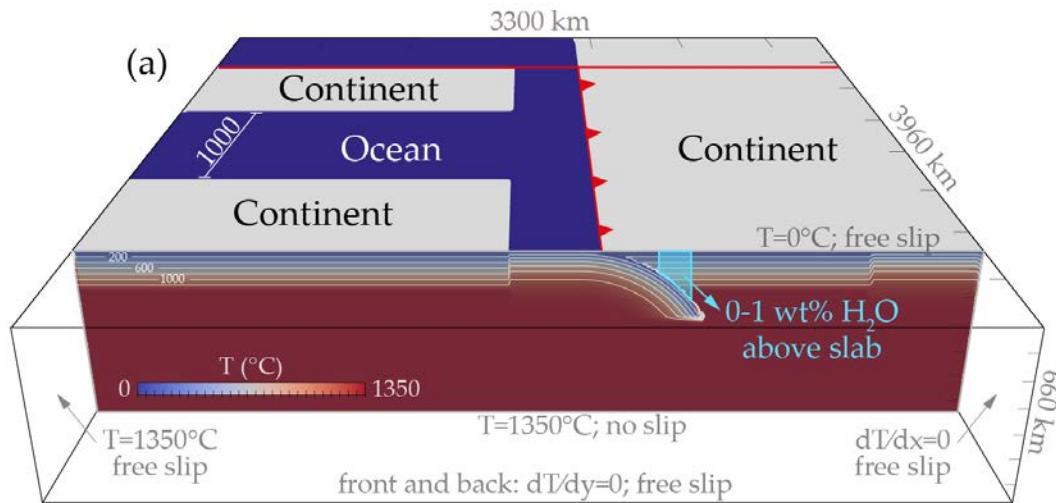 3300 km
(a)
Continent
1000
Ocean
Continent
Continent
3960 km
T=0°C; free slip
200
600
1000
0-1 wt% H₂O
above slab
T (°C)
0
1350
660 km
T=1350°C
free slip
T=1350°C; no slip
dT/dx=0
free slip
front and back: dT/dy=0; free slip